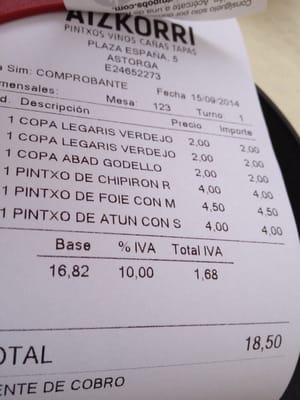 AIZKORRI
PINTXOS VINOS CAÑAS TAPAS
PLAZA ESPAÑA, 5
ASTORGA
E24652273
Sim: COMPROBANTE Fecha 15/09/2014
mensales: Mesa: 123 Turno 1
d. Descripción Precio Importe
1 COPA LEGARIS VERDEJO 2,00 2,00
1 COPA LEGARIS VERDEJO 2,00 2,00
1 COPA ABAD GODELLO 2,00 2,00
1 PINTXO DE CHIPIRON R 4,00 4,00
1 PINTXO DE FOIE CON M 4,50 4,50
1 PINTXO DE ATUN CON S 4,00 4,00
Base % IVA Total IVA
16,82 10,00 1,68
OTAL 18,50
ENTE DE COBRO